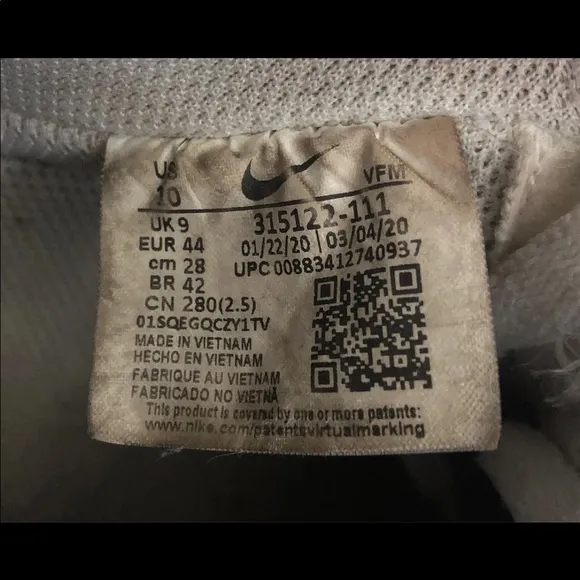 US
10
VFM
UK 9
315122-111
EUR 44
01/22/20 | 03/04/20
cm 28
UPC 00883412740937
BR 42
CN 280(2.5)
01SQEGQCZY1TV
MADE IN VIETNAM
HECHO EN VIETNAM
FABRIQUE AU VIETNAM
FABRICADO NO VIETNÃ
This product is covered by one or more patents:
www.nike.com/patentsvirtualmarking